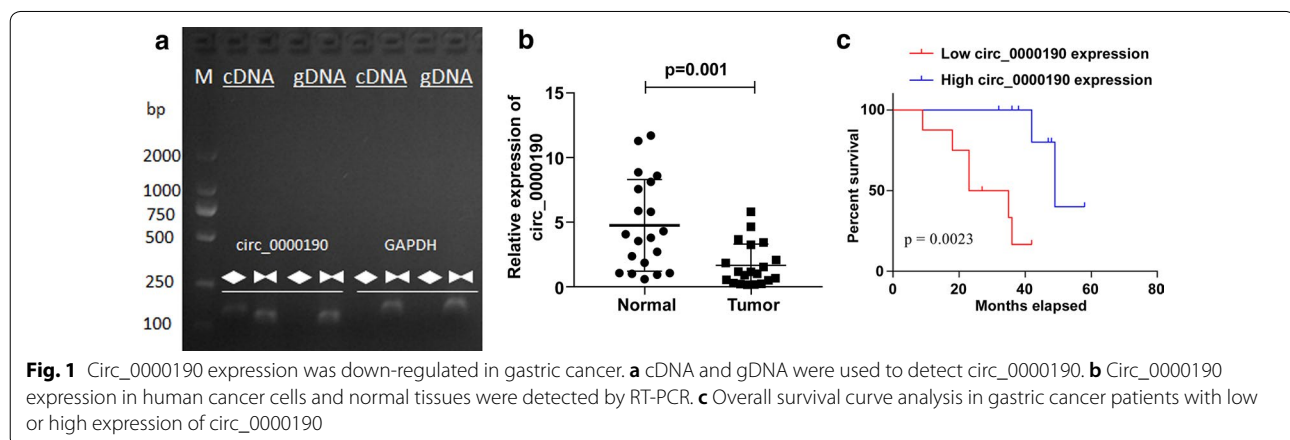 a
M cDNA gDNA cDNA gDNA
bp
2000
1000
750
500
circ_0000190 GAPDH
250
100
b
p=0.001
Relative expression of
circ_0000190
15
10
5
0
Normal Tumor
c
Low circ_0000190 expression
High circ_0000190 expression
Percent survival
100
50
0
p = 0.0023
0 20 40 60 80
Months elapsed
Fig. 1 Circ_0000190 expression was down-regulated in gastric cancer. a cDNA and gDNA were used to detect circ_0000190. b Circ_0000190
expression in human cancer cells and normal tissues were detected by RT-PCR. c Overall survival curve analysis in gastric cancer patients with low
or high expression of circ_0000190